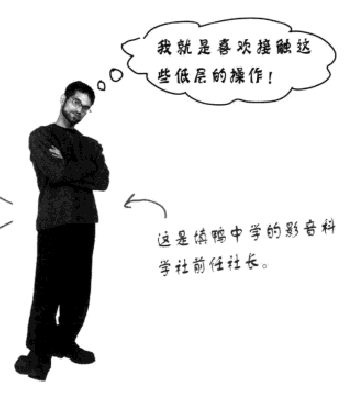 我就是喜欢接触这
些低层的操作！
这是填鸭中学的影音科
学社前任社长。